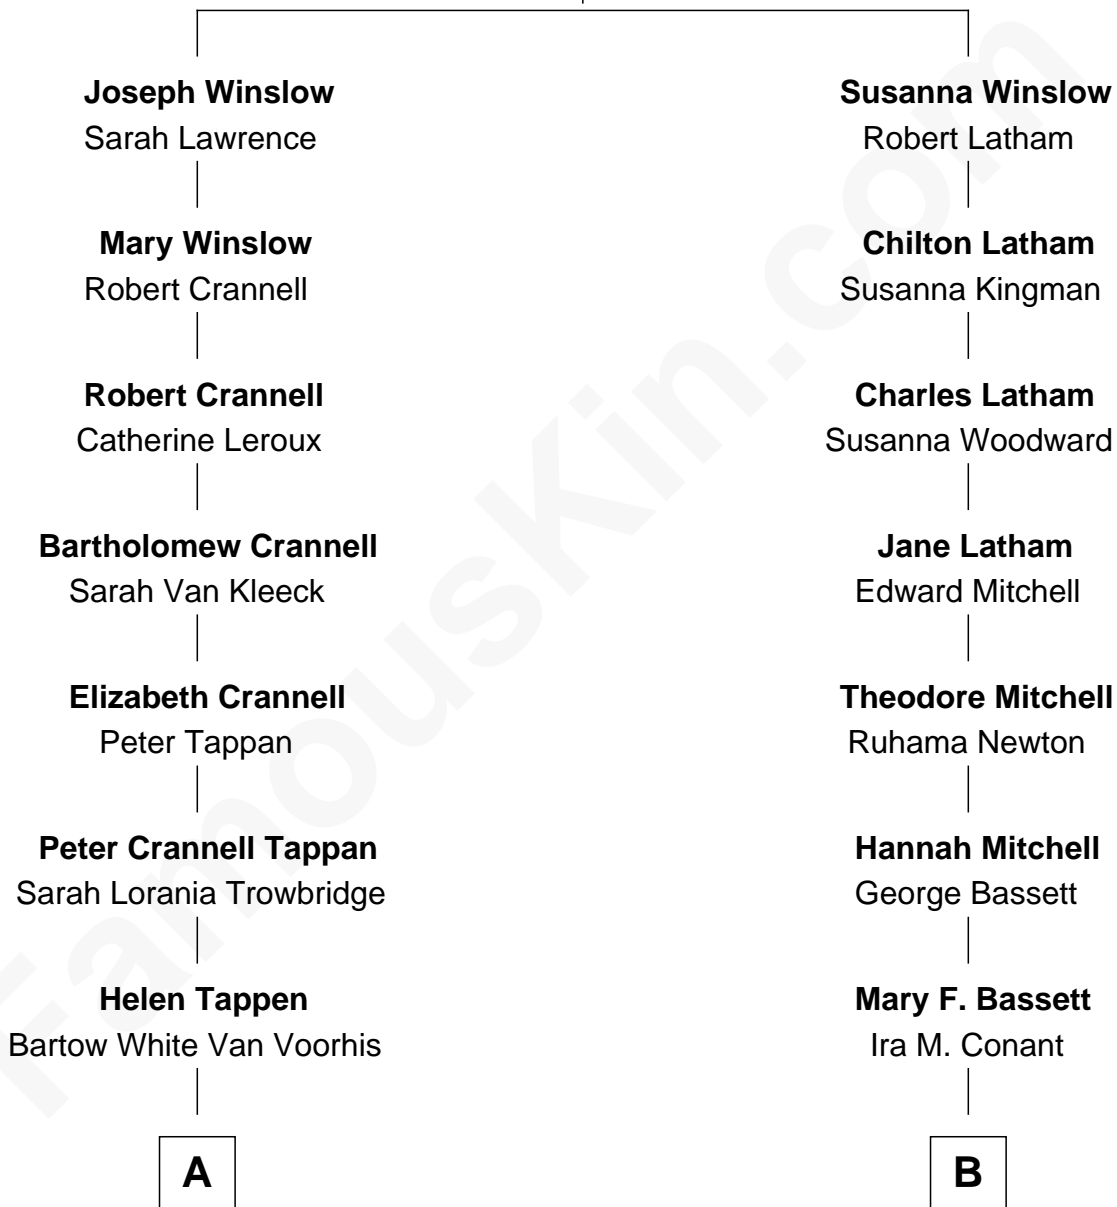 Joseph Winslow
Sarah Lawrence
Mary Winslow
Robert Crannell
Robert Crannell
Catherine Leroux
Bartholomew Crannell
Sarah Van Kleeck
Elizabeth Crannell
Peter Tappan
Peter Crannell Tappan
Sarah Lorania Trowbridge
Helen Tappen
Bartow White Van Voorhis
A
Susanna Winslow
Robert Latham
Chilton Latham
Susanna Kingman
Charles Latham
Susanna Woodward
Jane Latham
Edward Mitchell
Theodore Mitchell
Ruhama Newton
Hannah Mitchell
George Bassett
Mary F. Bassett
Ira M. Conant
B
FamousKin.com